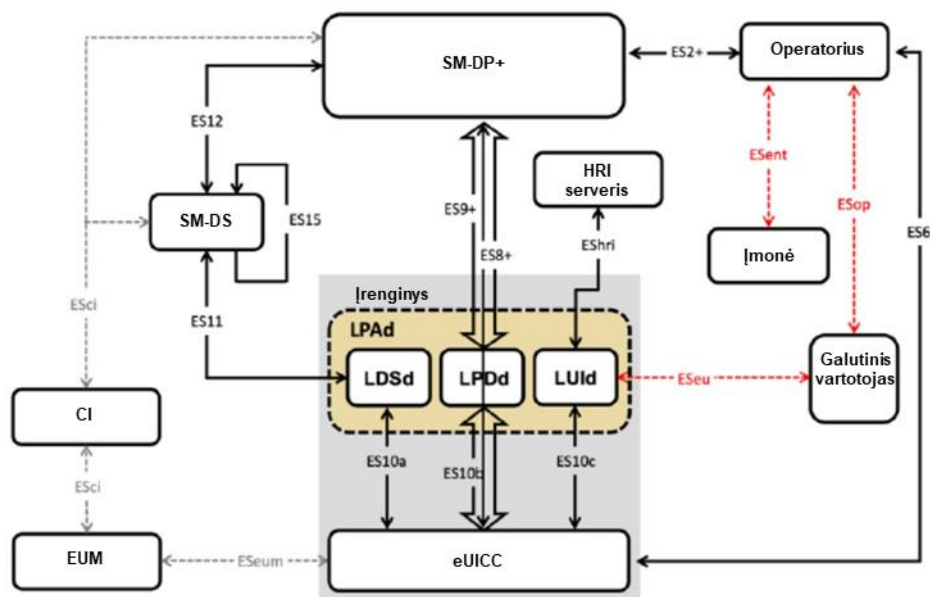 SM-DP+
ES2+
Operatorius
ES12
HRI
serveris
ESent
ESop
ES9+
SM-DS
ES15
ES8+
EShri
ES6
Įmonė
Įrenginys
ESci
ES11
LPAd
LDSd
LPDd
LUId
ESeu
Galutinis
vartotojas
CI
ES10a
ES10b
ES10c
ESci
EUM
ESeum
eUICC